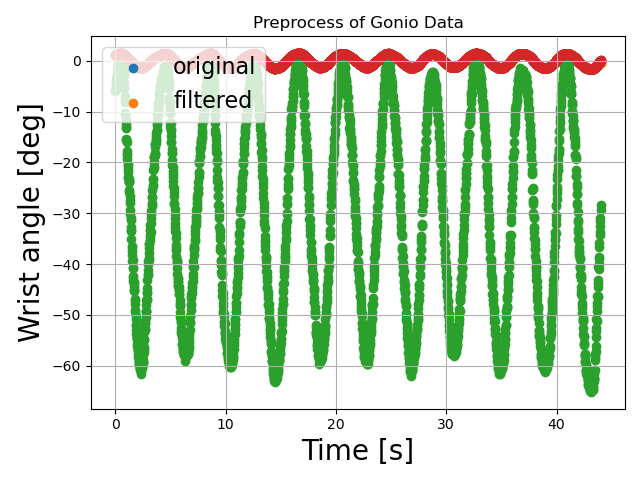 Preprocess of Gonio Data
original
filtered
Wrist angle [deg]
0
−10
−20
−30
−40
−50
−60
0 10 20 30 40
Time [s]